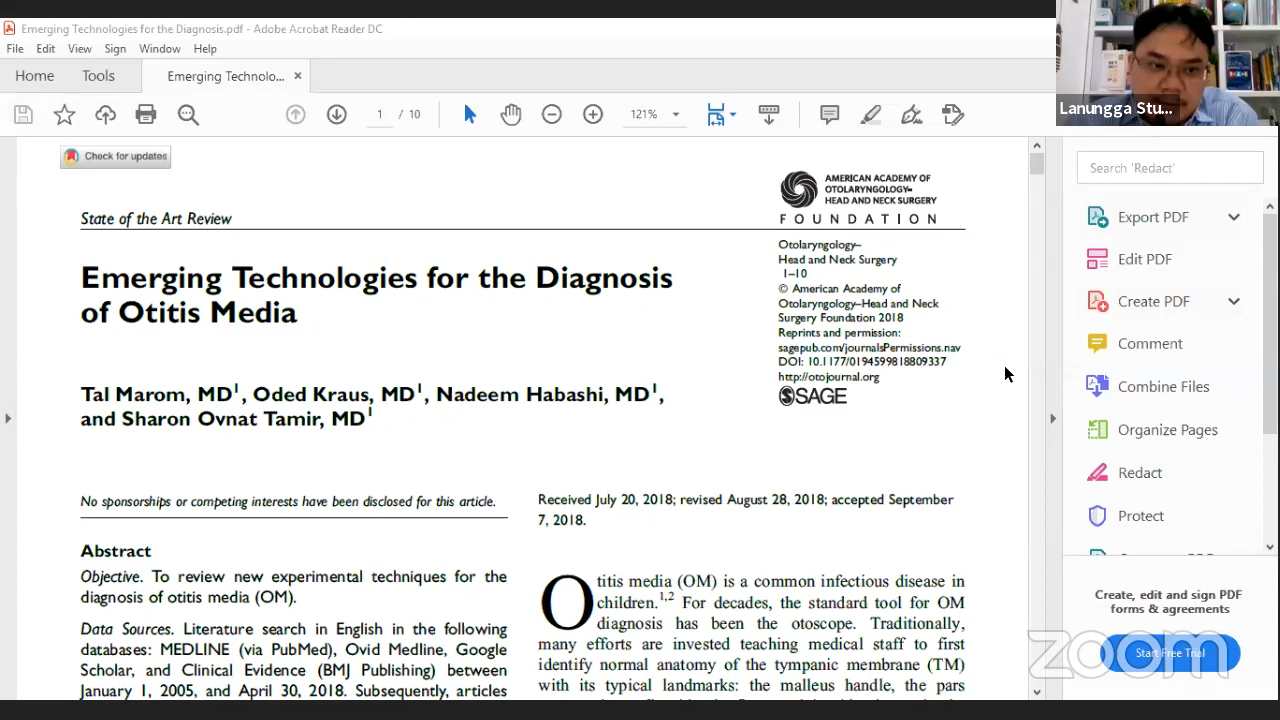 Emerging Technologies for the Diagnosis.pdf - Adobe Acrobat Reader DC
File Edit View Sign Window Help
Home Tools Emerging Technolo... ×
1 / 10 121%
Lanungga Stu...
Check for updates
State of the Art Review
AMERICAN ACADEMY OF
OTOLARYNGOLOGY–
HEAD AND NECK SURGERY
FOUNDATION
Emerging Technologies for the Diagnosis
of Otitis Media
Otolaryngology–
Head and Neck Surgery
1–10
© American Academy of
Otolaryngology–Head and Neck
Surgery Foundation 2018
Reprints and permission:
sagepub.com/journalsPermissions.nav
DOI: 10.1177/0194599818809337
http://otojournal.org
SAGE
Tal Marom, MD1, Oded Kraus, MD1, Nadeem Habashi, MD1,
and Sharon Ovnat Tamir, MD1
No sponsorships or competing interests have been disclosed for this article.
Abstract
Objective. To review new experimental techniques for the
diagnosis of otitis media (OM).
Data Sources. Literature search in English in the following
databases: MEDLINE (via PubMed), Ovid Medline, Google
Scholar, and Clinical Evidence (BMJ Publishing) between
January 1, 2005, and April 30, 2018. Subsequently, articles
Received July 20, 2018; revised August 28, 2018; accepted September
7, 2018.
Otitis media (OM) is a common infectious disease in
children.1,2 For decades, the standard tool for OM
diagnosis has been the otoscope. Traditionally,
many efforts are invested teaching medical staff to first
identify normal anatomy of the tympanic membrane (TM)
with its typical landmarks: the malleus handle, the pars
Search 'Redact'
Export PDF
Edit PDF
Create PDF
Comment
Combine Files
Organize Pages
Redact
Protect
Create, edit and sign PDF
forms & agreements
Start Free Trial
zoom